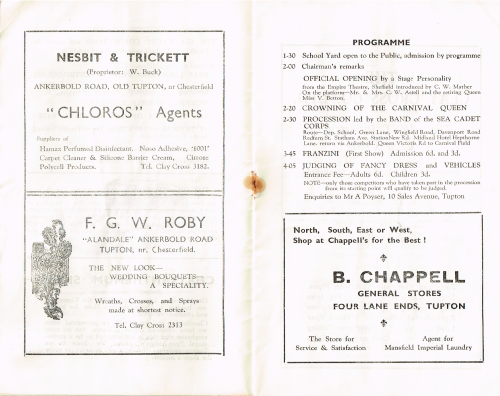 NESBIT & TRICKETT
(Proprietor: W. Buck)
ANKERBOLD ROAD, OLD TUPTON, nr Chesterfield
"CHLOROS" Agents
Suppliers of
Harpas Perfumed Disinfectant. Naso Adhesive, '1001'
Carpet Cleaner & Silicone Barrier Cream,
Polycell Products. Tel. Clay Cross 3182.
F. G. W. ROBY
"ALANDALE" ANKERBOLD ROAD
TUPTON, nr. Chesterfield.
THE NEW LOOK—
WEDDING BOUQUETS—
A SPECIALITY.
Wreaths, Crosses, and Sprays
made at shortest notice.
Tel. Clay Cross 2313
PROGRAMME
1-30 School Yard open to the Public, admission by programme
2-00 Chairman's remarks
OFFICIAL OPENING by a Stage Personality
from the Empire Theatre, Sheffield introduced by C. W. Mather
On the platform—Mr. & Mrs. C. W. and the retiring Queen
Miss V. Berton.
2-20 CROWNING OF THE CARNIVAL QUEEN
2-30 PROCESSION led by the BAND of the SEA CADET
CORPS
Route—Dep. School, Green Lane, Wingfield Road, Davenport Road
Station New Rd. Midland Hotel Hepthorne
Lane, return via Ankerbold. Queen Victoria Rd to Carnival Field
3-45 FRANZINI (First Show) Admission 6d. and 3d.
4-05 JUDGING OF FANCY DRESS and VEHICLES
Entrance Fee—Adults 6d. Children 3d.
NOTE—only those competitors who have taken part in the procession
from its starting point will qualify to be judged.
Enquiries to Mr A Poyser, 10 Sales Avenue, Tupton
North, South, East or West,
Shop at Chappell's for the Best !
B. CHAPPELL
GENERAL STORES
FOUR LANE ENDS, TUPTON
The Store for
Service & Satisfaction
Agent for
Mansfield Imperial Laundry